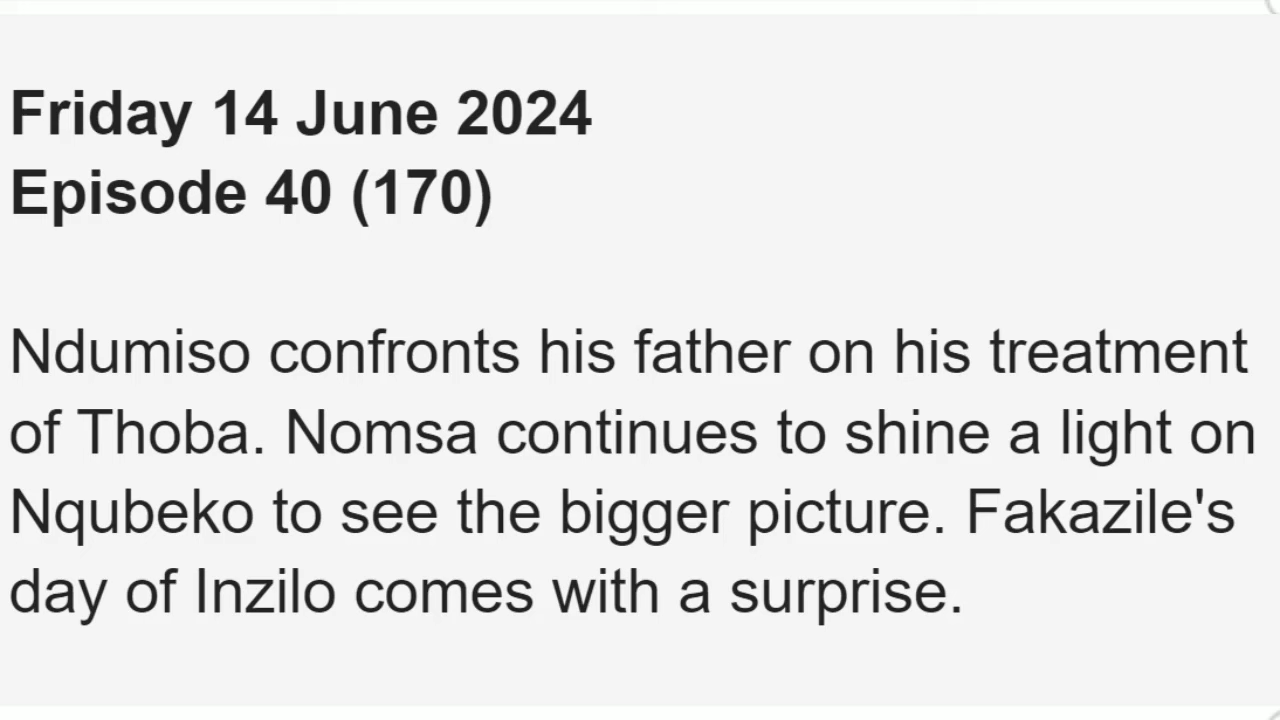 Friday 14 June 2024
Episode 40 (170)
Ndumiso confronts his father on his treatment
of Thoba. Nomsa continues to shine a light on
Nqubeko to see the bigger picture. Fakazile's
day of Inzilo comes with a surprise.